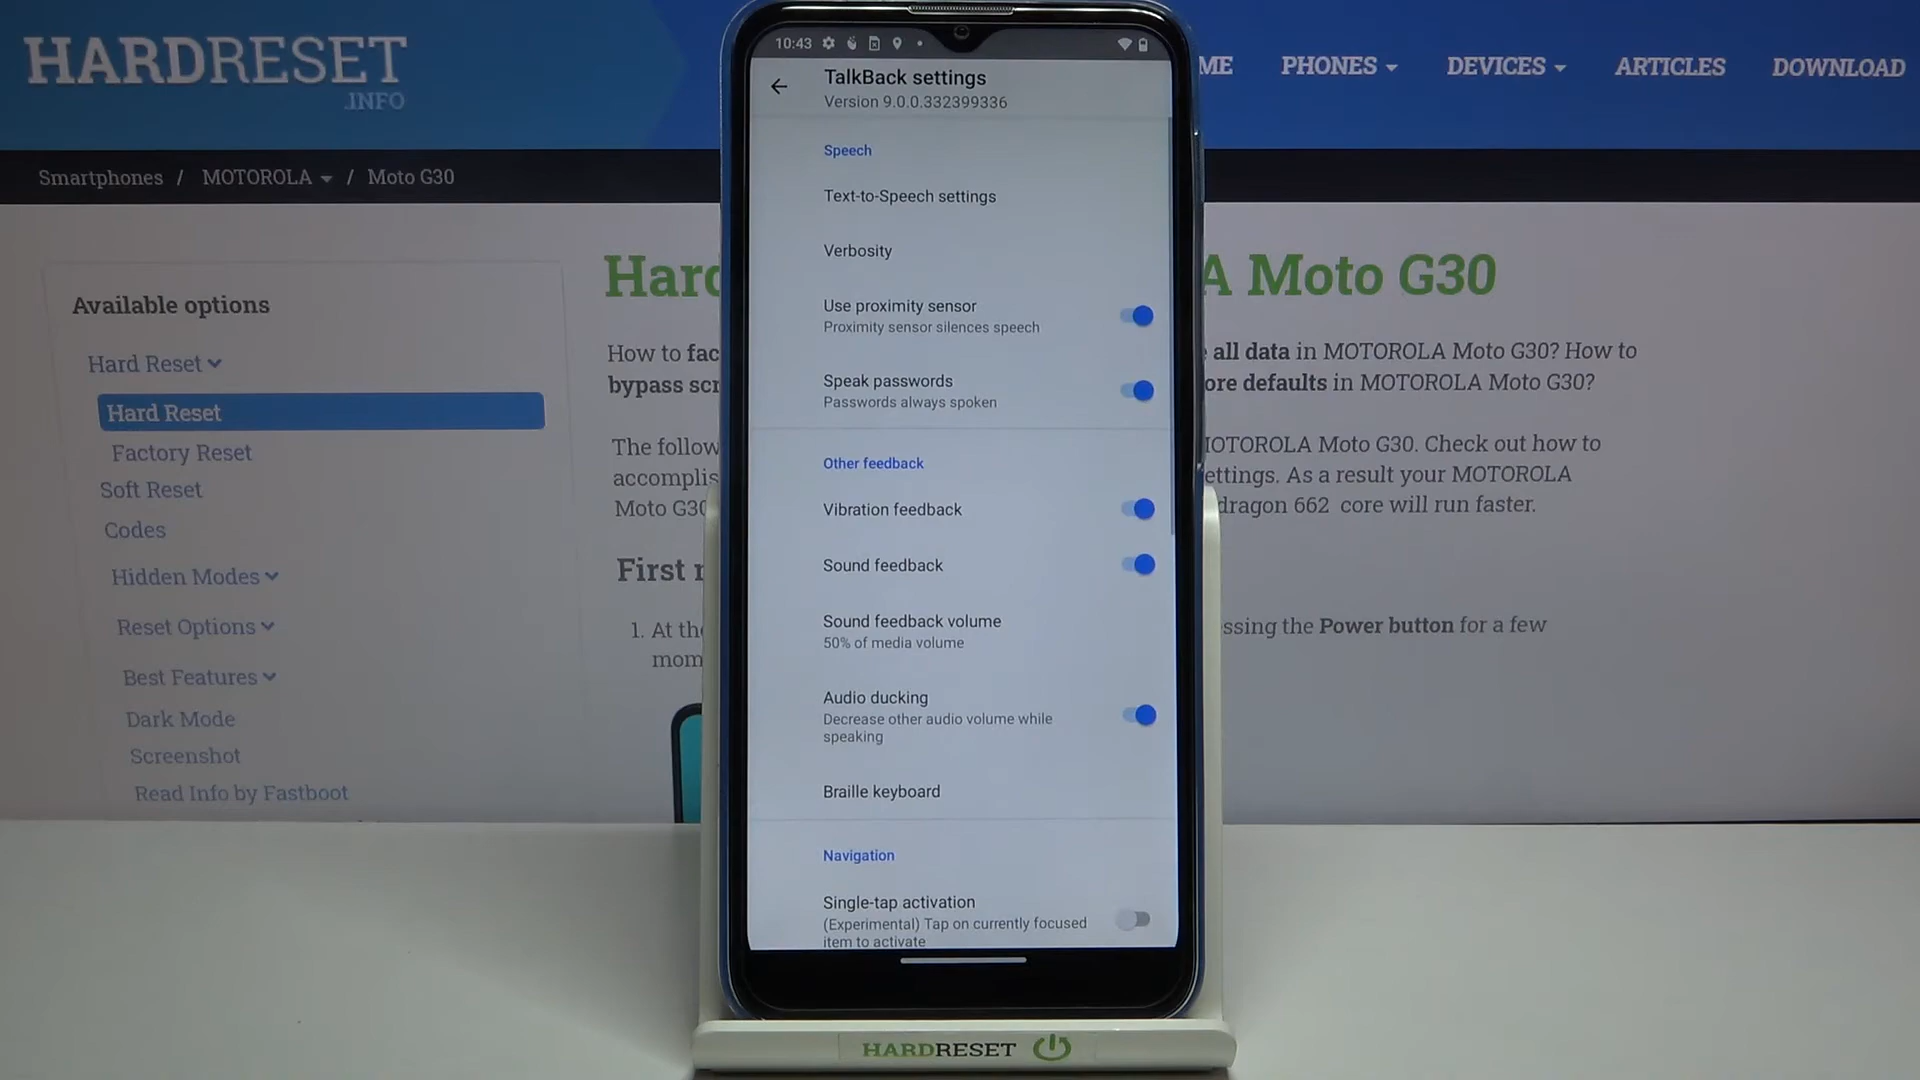 HARDRESET
.INFO
ME PHONES DEVICES ARTICLES DOWNLOAD
Smartphones / MOTOROLA / Moto G30
Available options
Hard Reset
Hard Reset
Factory Reset
Soft Reset
Codes
Hidden Modes
Reset Options
Best Features
Dark Mode
Screenshot
Read Info by Fastboot
Hard A Moto G30
How to fac all data in MOTOROLA Moto G30? How to
bypass scr ore defaults in MOTOROLA Moto G30?
The follow MOTOROLA Moto G30. Check out how to
accomplis ettings. As a result your MOTOROLA
Moto G30 dragon 662 core will run faster.
First
1. At th ssing the Power button for a few
mom
10:43
TalkBack settings
Version 9.0.0.332399336
Speech
Text-to-Speech settings
Verbosity
Use proximity sensor
Proximity sensor silences speech
Speak passwords
Passwords always spoken
Other feedback
Vibration feedback
Sound feedback
Sound feedback volume
50% of media volume
Audio ducking
Decrease other audio volume while
speaking
Braille keyboard
Navigation
Single-tap activation
(Experimental) Tap on currently focused
item to activate
HARDRESET